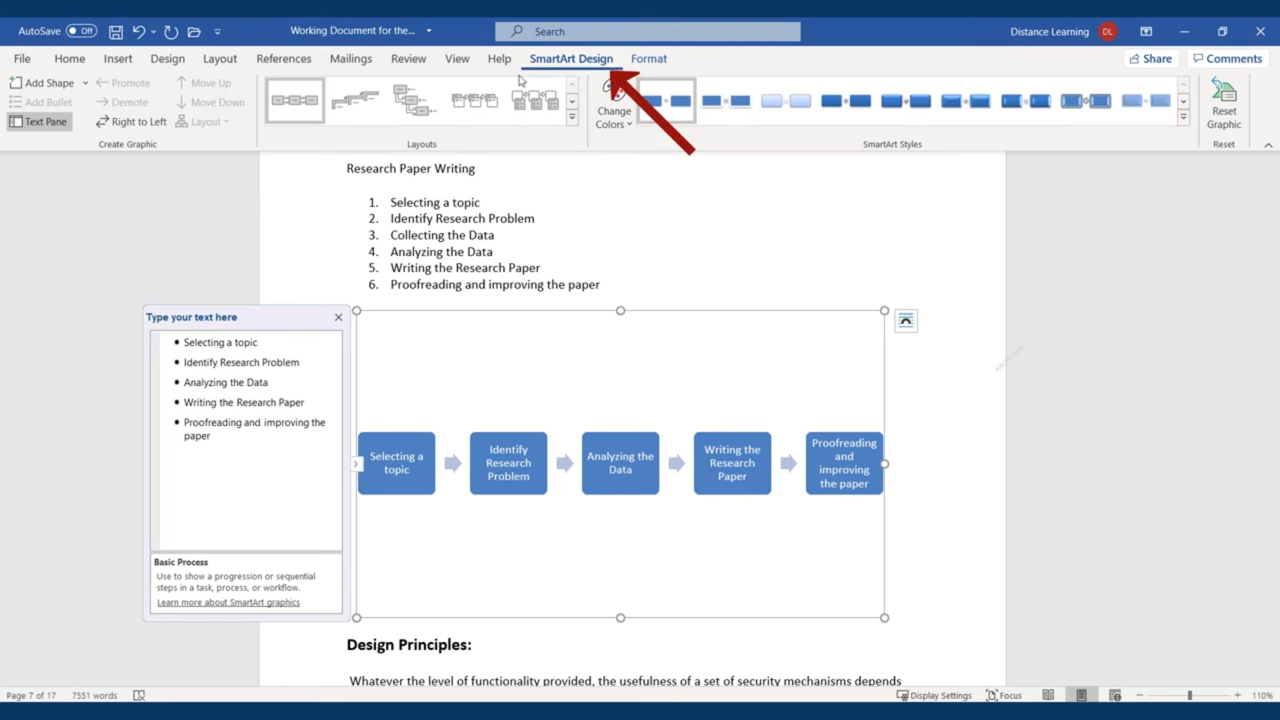 AutoSave Off
Working Document for the...
Search
Distance Learning DL
File Home Insert Design Layout References Mailings Review View Help SmartArt Design Format
Share Comments
Add Shape Promote Move Up
Add Bullet Demote Move Down
Text Pane Right to Left Layout
Create Graphic
Layouts
Change
Colors
SmartArt Styles
Reset
Graphic
Reset
Research Paper Writing
1. Selecting a topic
2. Identify Research Problem
3. Collecting the Data
4. Analyzing the Data
5. Writing the Research Paper
6. Proofreading and improving the paper
Type your text here
• Selecting a topic
• Identify Research Problem
• Analyzing the Data
• Writing the Research Paper
• Proofreading and improving the
paper
Basic Process
Use to show a progression or sequential
steps in a task, process, or workflow.
Learn more about SmartArt graphics
Selecting a
topic
Identify
Research
Problem
Analyzing the
Data
Writing the
Research
Paper
Proofreading
and
improving
the paper
Design Principles:
Whatever the level of functionality provided, the usefulness of a set of security mechanisms depends
Page 7 of 17 7551 words
Display Settings Focus 110%